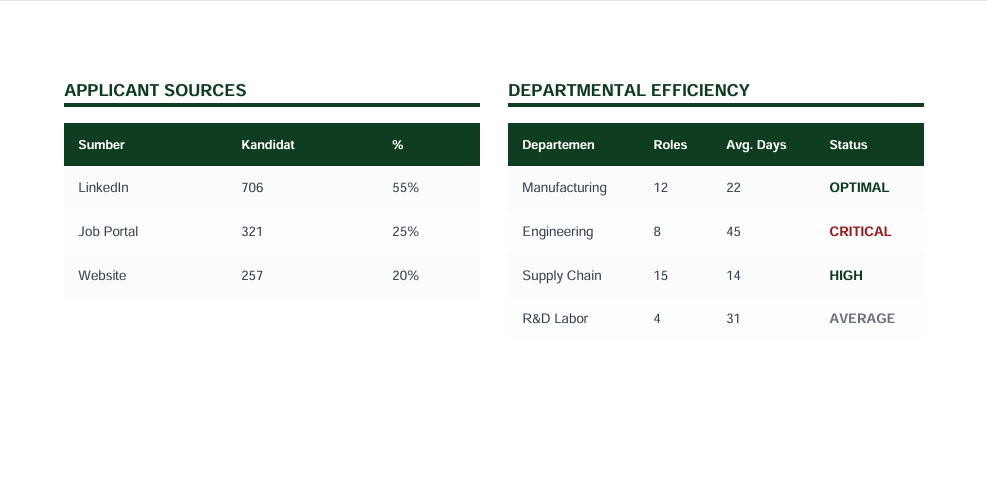 APPLICANT SOURCES
Sumber Kandidat %
LinkedIn 706 55%
Job Portal 321 25%
Website 257 20%
DEPARTMENTAL EFFICIENCY
Departemen Roles Avg. Days Status
Manufacturing 12 22 OPTIMAL
Engineering 8 45 CRITICAL
Supply Chain 15 14 HIGH
R&D Labor 4 31 AVERAGE